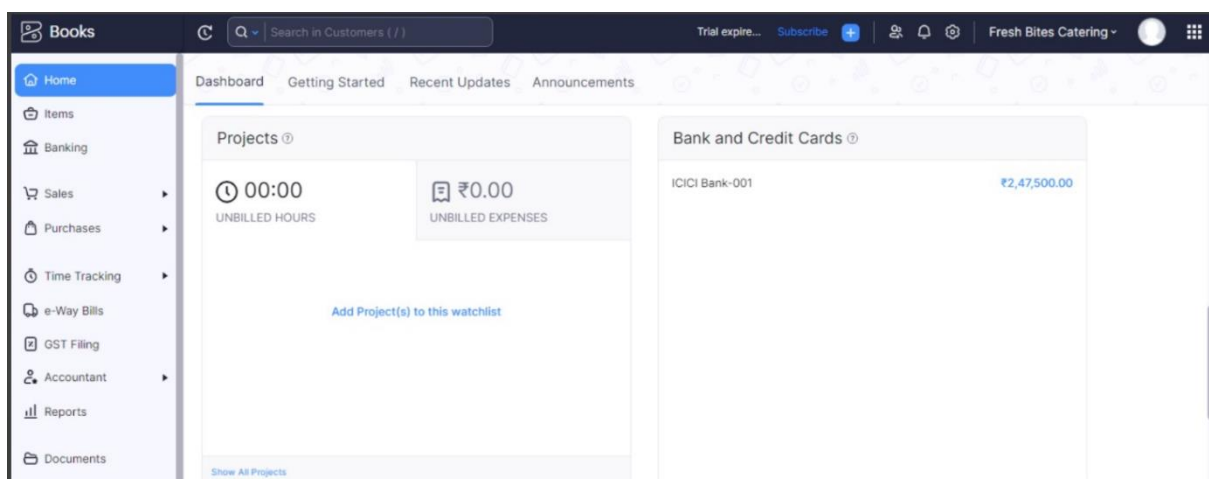 Books
Search in Customers ( / )
Trial expire... Subscribe
Fresh Bites Catering
Home
Items
Banking
Sales
Purchases
Time Tracking
e-Way Bills
GST Filing
Accountant
Reports
Documents
Dashboard Getting Started Recent Updates Announcements
Projects
00:00
UNBILLED HOURS
₹0.00
UNBILLED EXPENSES
Add Project(s) to this watchlist
Show All Projects
Bank and Credit Cards
ICICI Bank-001 ₹2,47,500.00